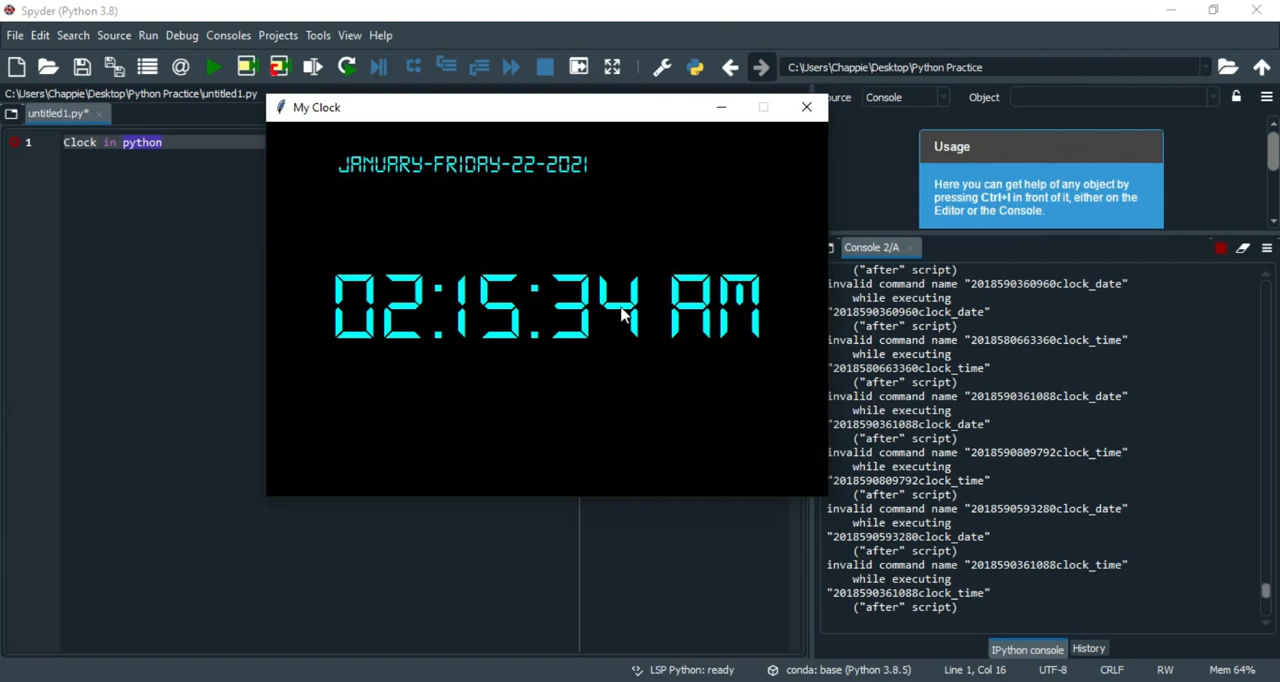 Spyder (Python 3.8)
File Edit Search Source Run Debug Consoles Projects Tools View Help
C:\Users\Chappie\Desktop\Python Practice
C:\Users\Chappie\Desktop\Python Practice\untitled1.py
My Clock
ource Console Object
untitled1.py*
1 Clock in python
JANUARY-FRIDAY-22-2021
02:15:34 AM
Usage
Here you can get help of any object by
pressing Ctrl+I in front of it, either on the
Editor or the Console.
Console 2/A
("after" script)
invalid command name "2018590360960clock_date"
while executing
"2018590360960clock_date"
("after" script)
invalid command name "2018580663360clock_time"
while executing
"2018580663360clock_time"
("after" script)
invalid command name "2018590361088clock_date"
while executing
"2018590361088clock_date"
("after" script)
invalid command name "2018590809792clock_time"
while executing
"2018590809792clock_time"
("after" script)
invalid command name "2018590593280clock_date"
while executing
"2018590593280clock_date"
("after" script)
invalid command name "2018590361088clock_time"
while executing
"2018590361088clock_time"
("after" script)
IPython console History
LSP Python: ready conda: base (Python 3.8.5) Line 1, Col 16 UTF-8 CRLF RW Mem 64%